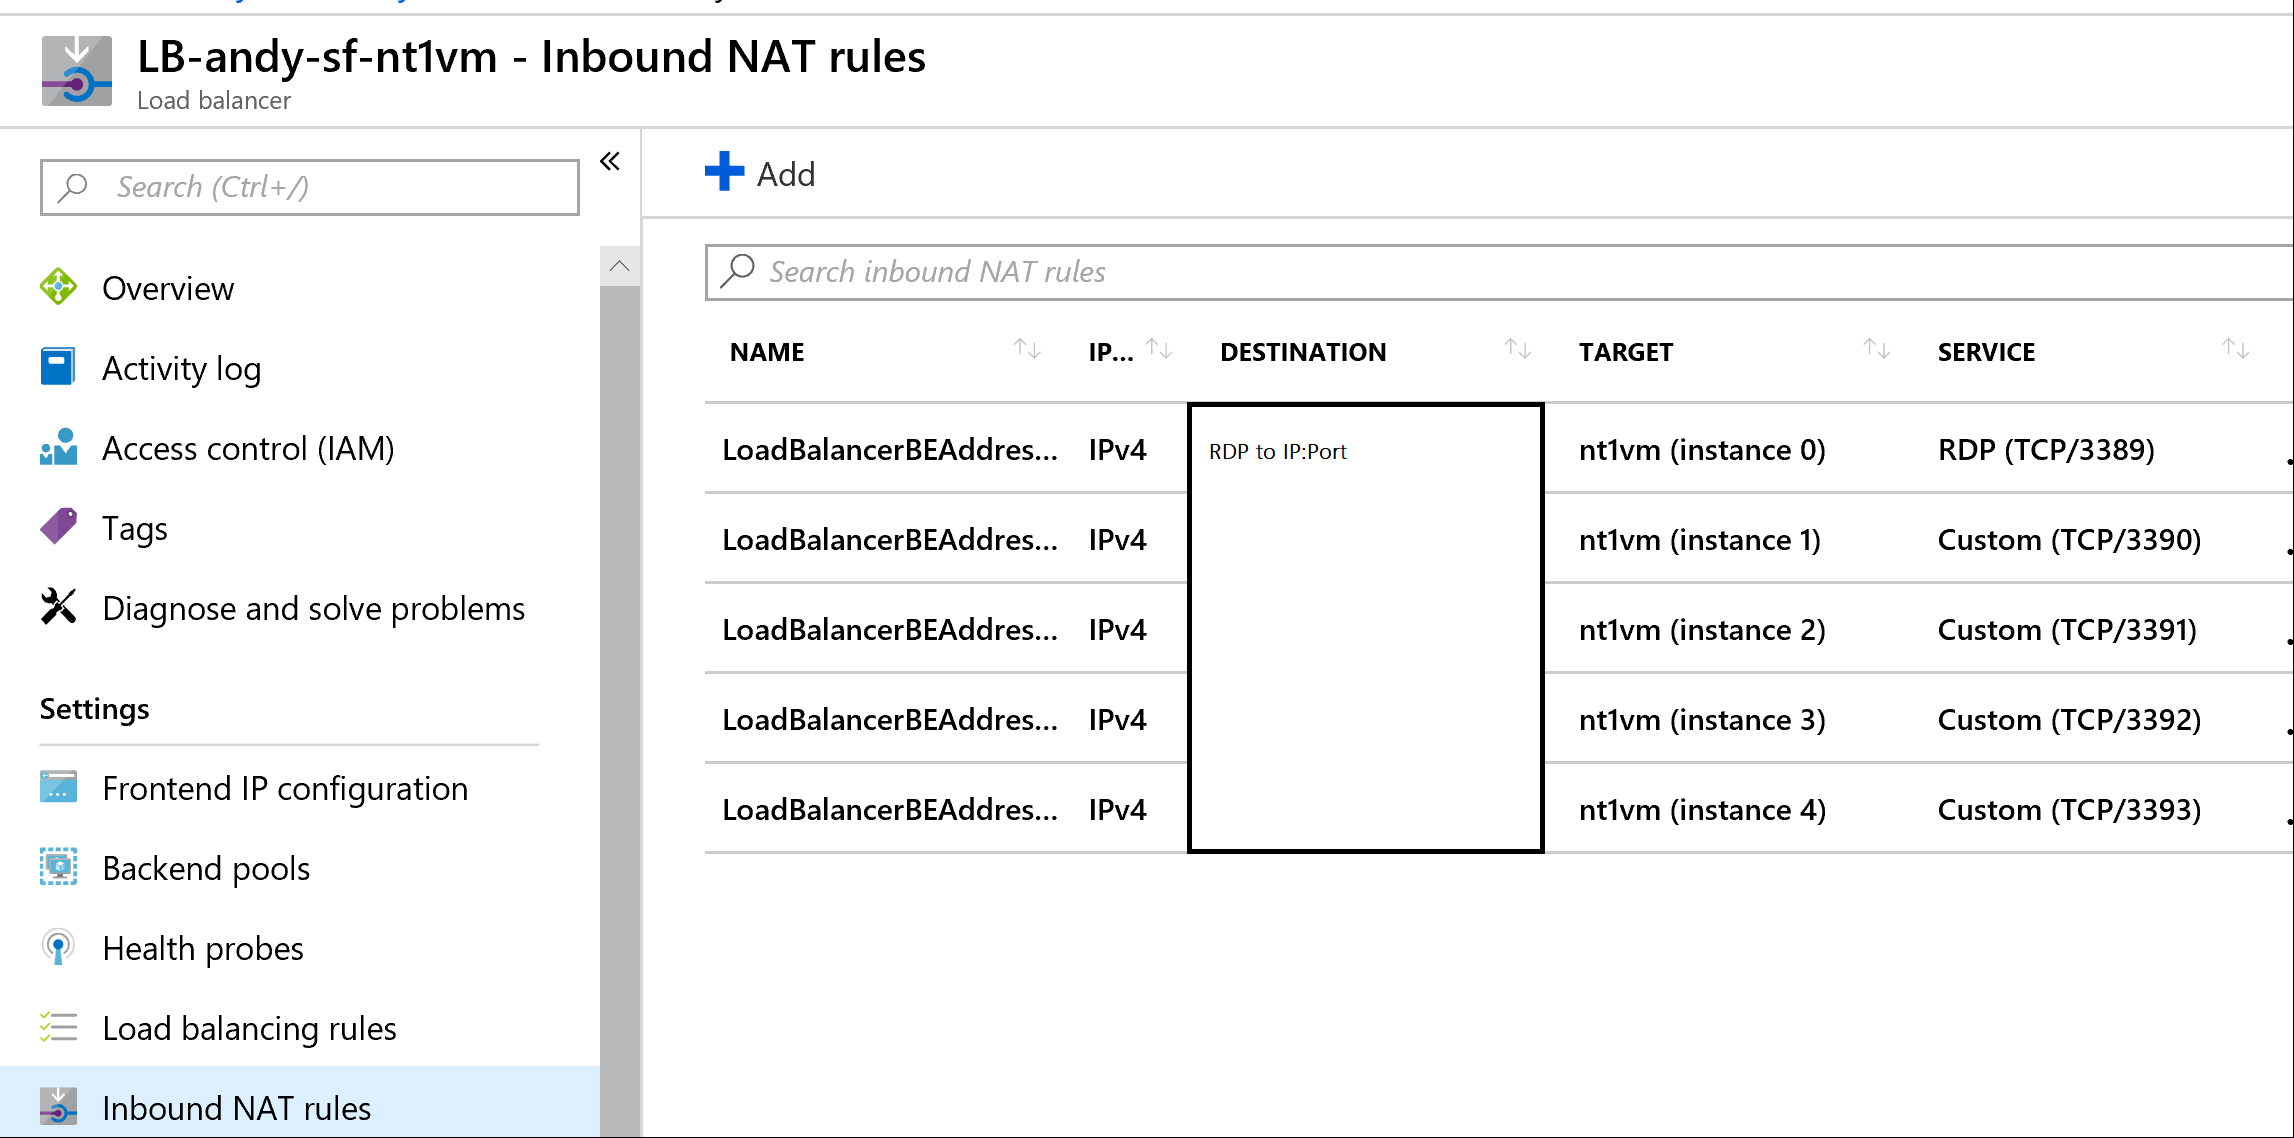 LB-andy-sf-nt1vm - Inbound NAT rules
Load balancer
Search (Ctrl+/)
Overview
Activity log
Access control (IAM)
Tags
Diagnose and solve problems
Settings
Frontend IP configuration
Backend pools
Health probes
Load balancing rules
Inbound NAT rules
Add
Search inbound NAT rules
NAME IP... DESTINATION TARGET SERVICE
LoadBalancerBEAddres... IPv4 RDP to IP:Port nt1vm (instance 0) RDP (TCP/3389)
LoadBalancerBEAddres... IPv4 nt1vm (instance 1) Custom (TCP/3390)
LoadBalancerBEAddres... IPv4 nt1vm (instance 2) Custom (TCP/3391)
LoadBalancerBEAddres... IPv4 nt1vm (instance 3) Custom (TCP/3392)
LoadBalancerBEAddres... IPv4 nt1vm (instance 4) Custom (TCP/3393)